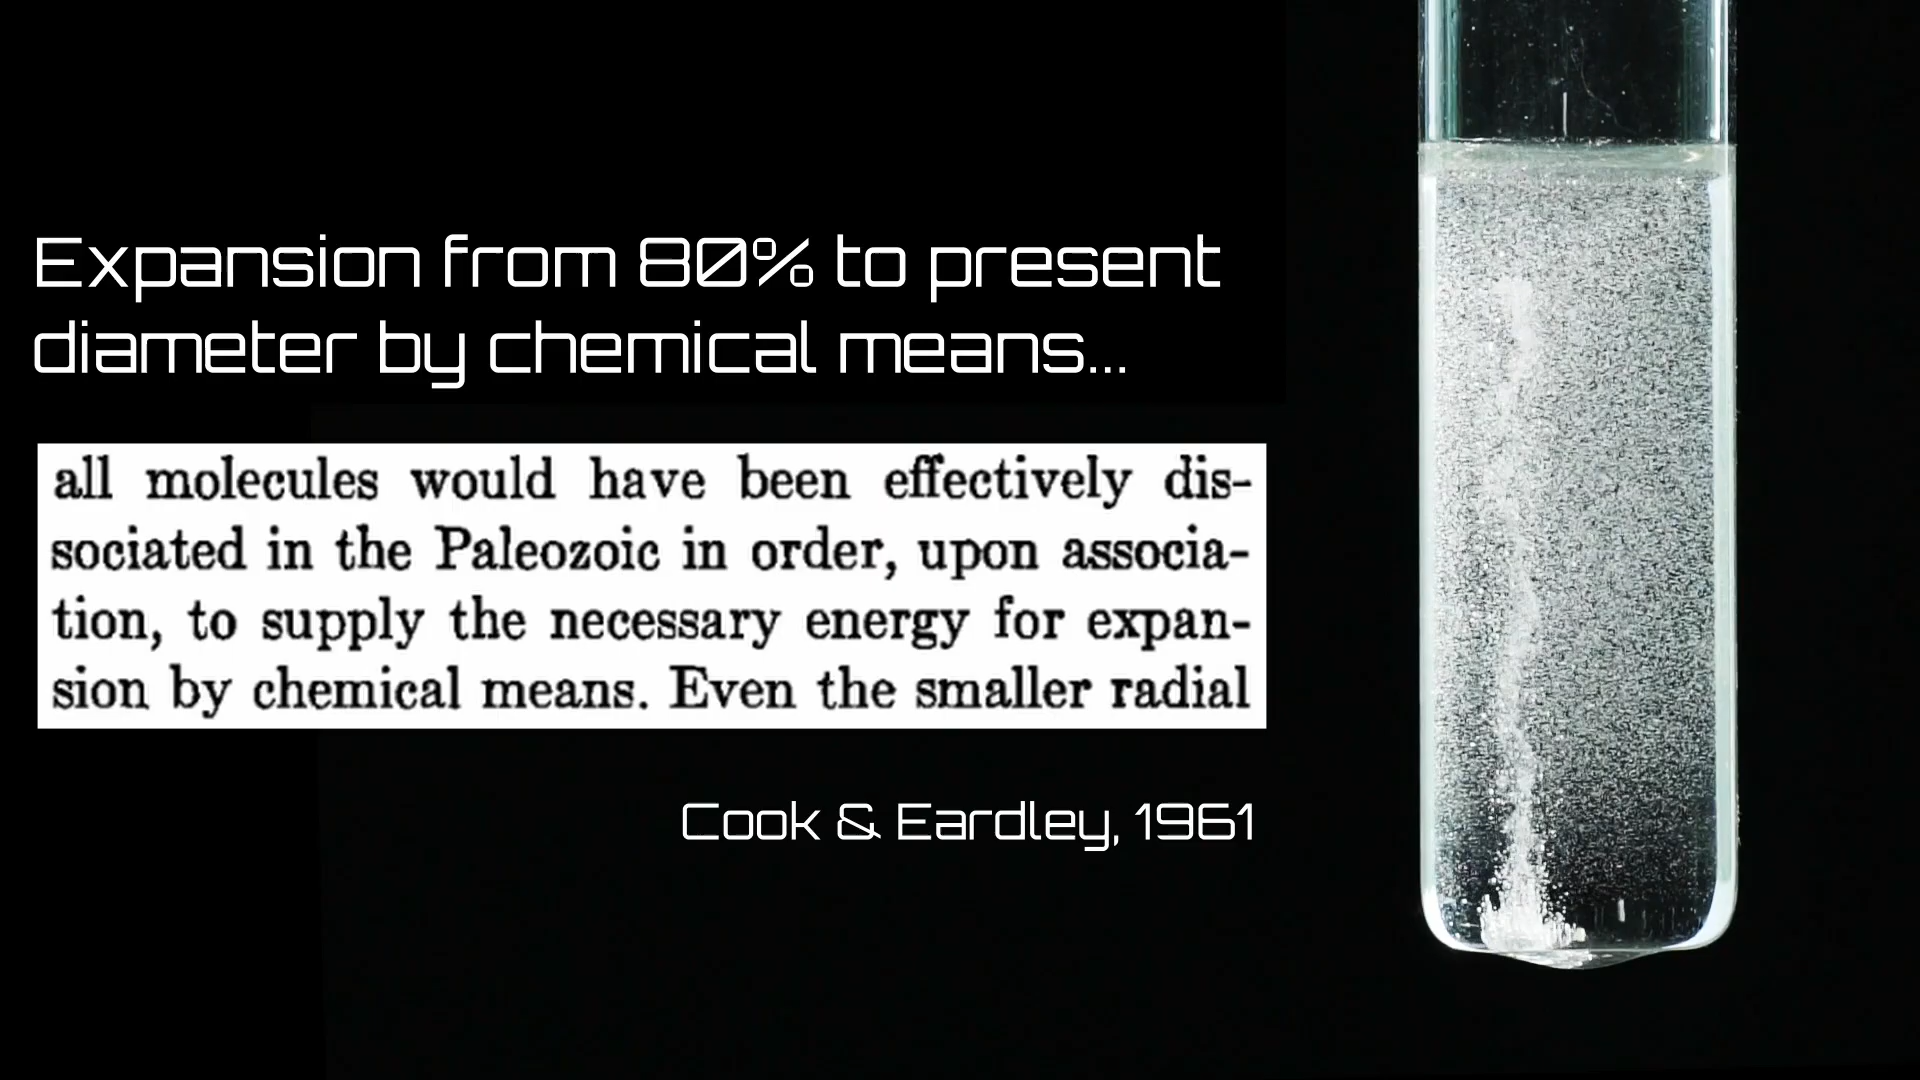 Expansion from 80% to present
diameter by chemical means...
all molecules would have been effectively dis-
sociated in the Paleozoic in order, upon associa-
tion, to supply the necessary energy for expan-
sion by chemical means. Even the smaller radial
Cook & Eardley, 1961